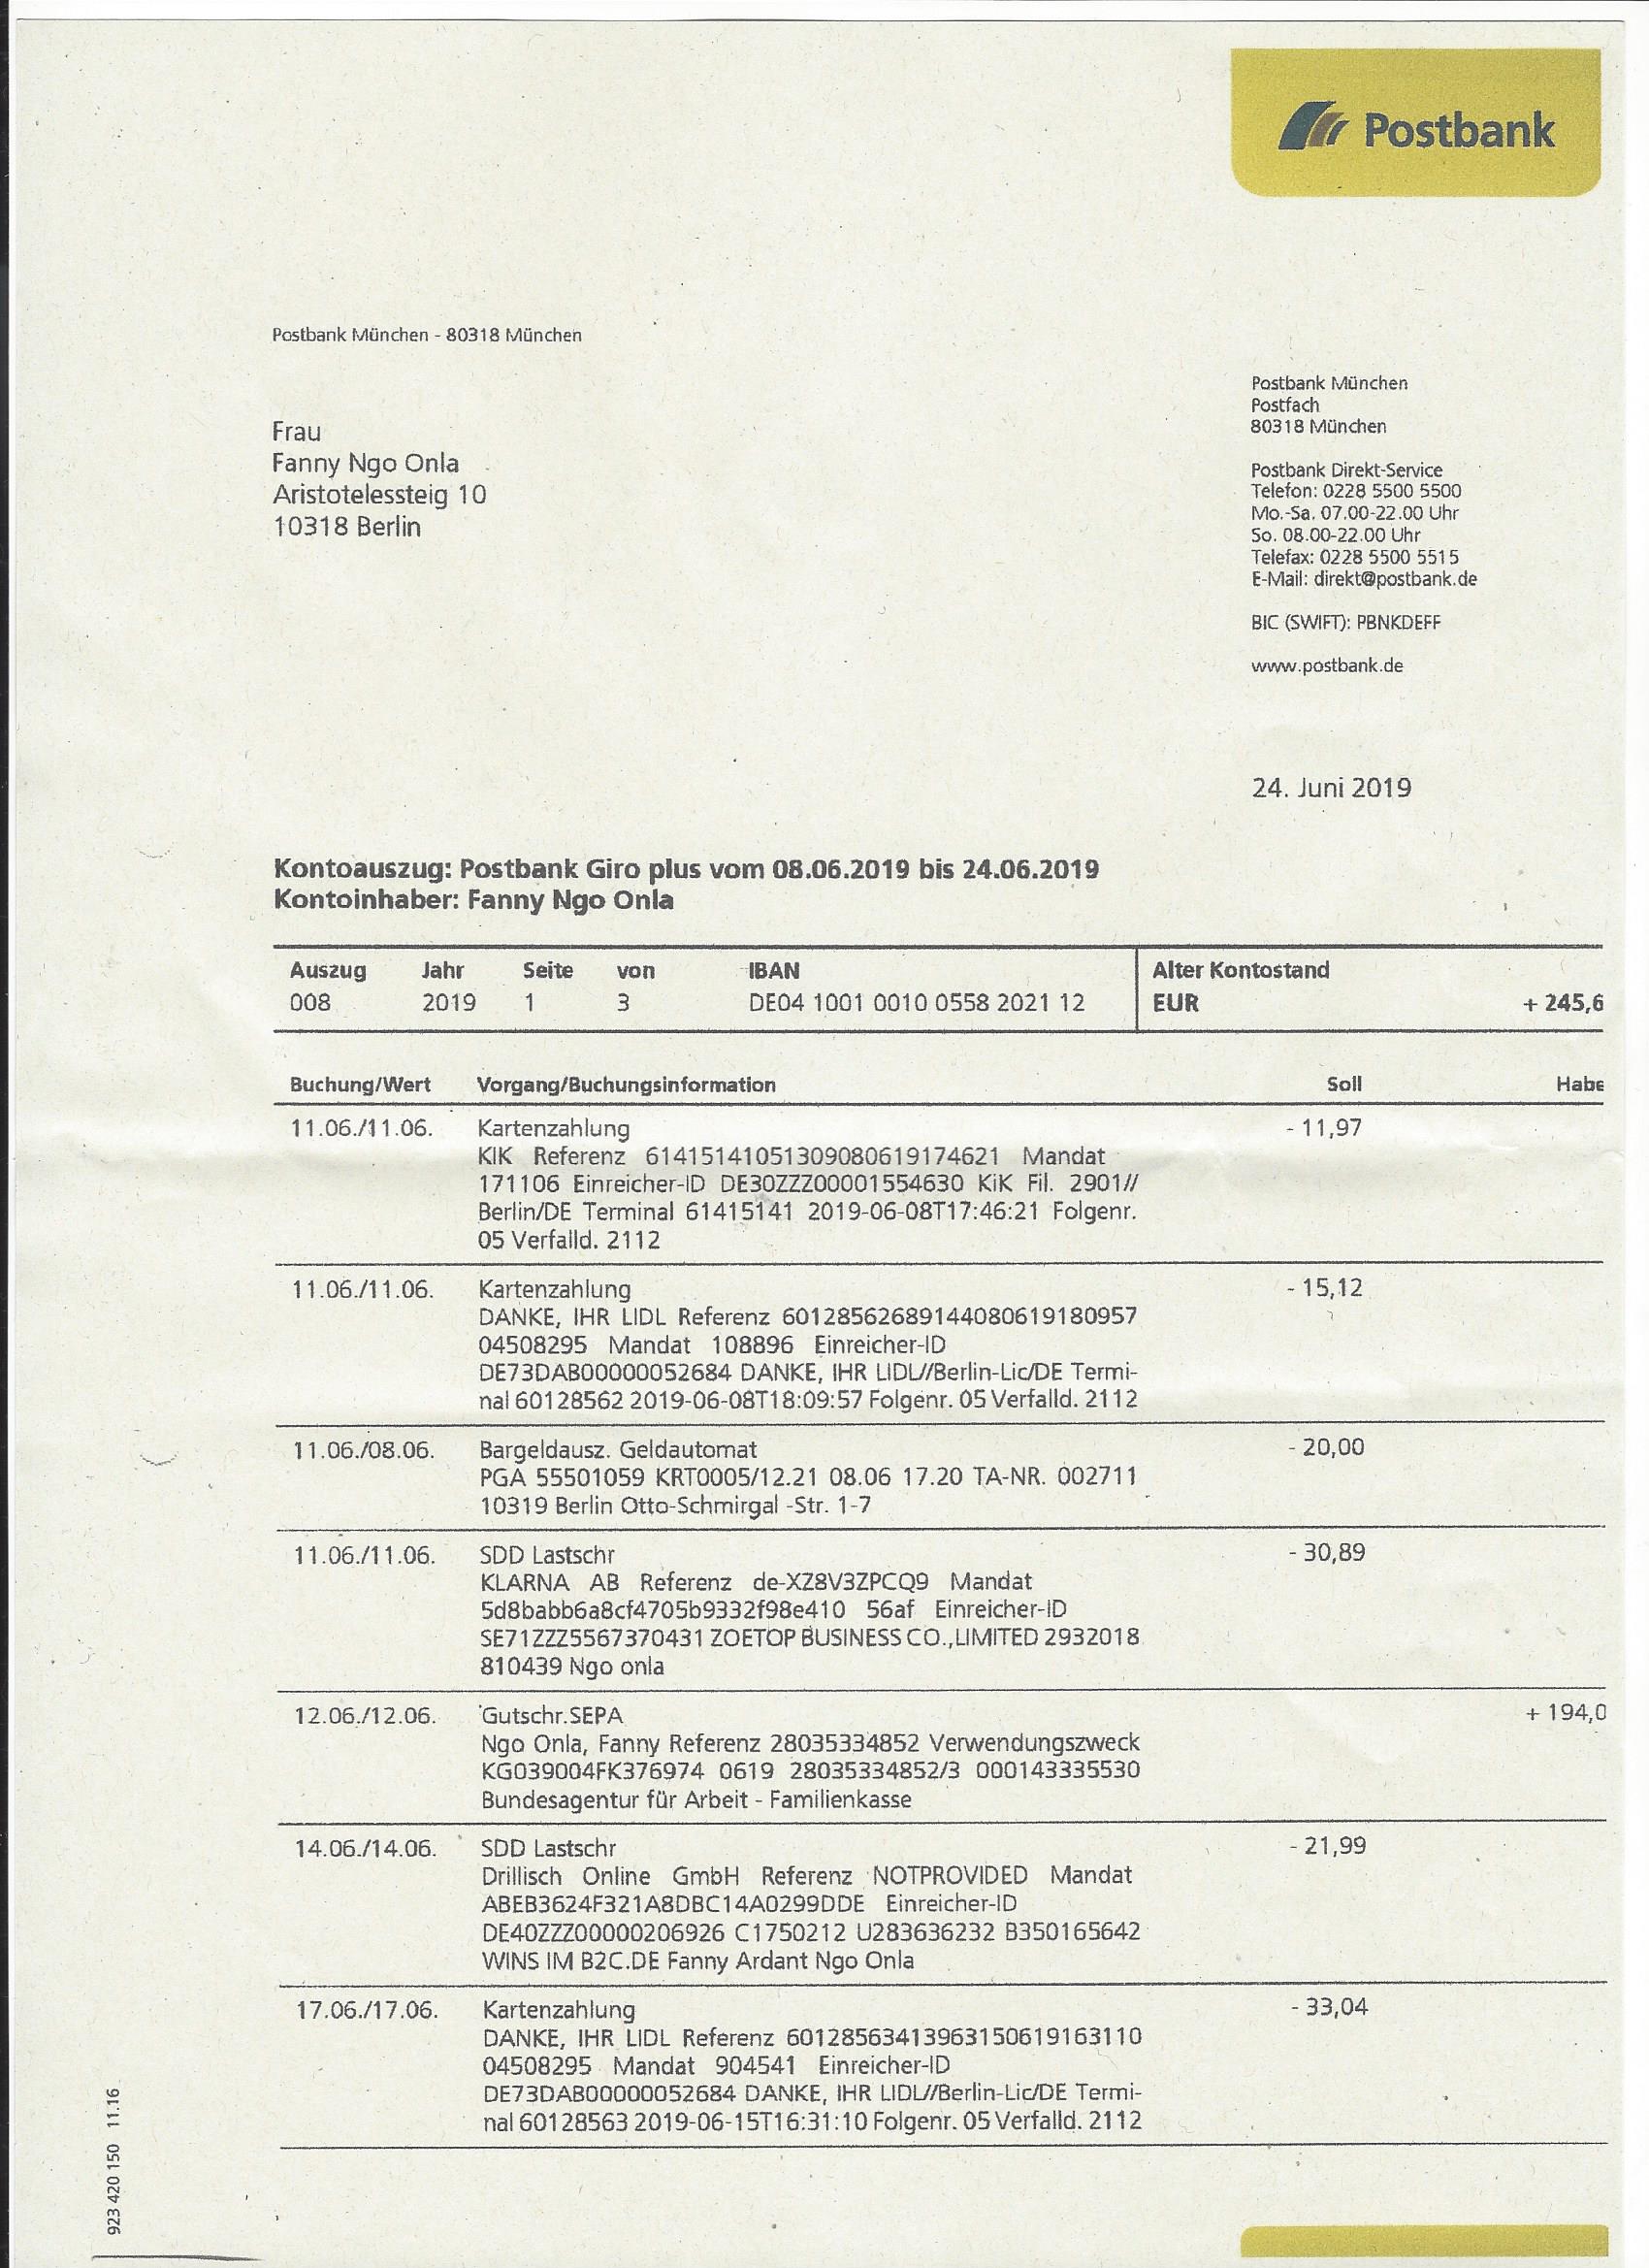 Postbank
Postbank München - 80318 München
Frau
Fanny Ngo Onla
Aristotelessteig 10
10318 Berlin
Postbank München
Postfach
80318 München
Postbank Direkt-Service
Telefon: 0228 5500 5500
Mo.-Sa. 07.00-22.00 Uhr
So. 08.00-22.00 Uhr
Telefax: 0228 5500 5515
E-Mail: direkt@postbank.de
BIC (SWIFT): PBNKDEFF
www.postbank.de
24. Juni 2019
Kontoauszug: Postbank Giro plus vom 08.06.2019 bis 24.06.2019
Kontoinhaber: Fanny Ngo Onla
Auszug Jahr Seite von IBAN Alter Kontostand
008 2019 1 3 DE04 1001 0010 0558 2021 12 EUR + 245,6
Buchung/Wert Vorgang/Buchungsinformation Soll Habe
11.06./11.06. Kartenzahlung - 11,97
KIK Referenz 61415141051309080619174621 Mandat
171106 Einreicher-ID DE30ZZZ00001554630 KiK Fil. 2901//
Berlin/DE Terminal 61415141 2019-06-08T17:46:21 Folgenr.
05 Verfalld. 2112
11.06./11.06. Kartenzahlung - 15,12
DANKE, IHR LIDL Referenz 60128562689144080619180957
04508295 Mandat 108896 Einreicher-ID
DE73DAB00000052684 DANKE, IHR LIDL//Berlin-Lic/DE Termi-
nal 60128562 2019-06-08T18:09:57 Folgenr. 05 Verfalld. 2112
11.06./08.06. Bargeldausz. Geldautomat - 20,00
PGA 55501059 KRT0005/12.21 08.06 17.20 TA-NR. 002711
10319 Berlin Otto-Schmirgal -Str. 1-7
11.06./11.06. SDD Lastschr - 30,89
KLARNA AB Referenz de-XZ8V3ZPCQ9 Mandat
5d8babb6a8cf4705b9332f98e410 56af Einreicher-ID
SE71ZZZ5567370431 ZOETOP BUSINESS CO.,LIMITED 2932018
810439 Ngo onla
12.06./12.06. Gutschr.SEPA + 194,0
Ngo Onla, Fanny Referenz 28035334852 Verwendungszweck
KG039004FK376974 0619 28035334852/3 000143335530
Bundesagentur für Arbeit - Familienkasse
14.06./14.06. SDD Lastschr - 21,99
Drillisch Online GmbH Referenz NOTPROVIDED Mandat
ABEB3624F321A8DBC14A0299DDE Einreicher-ID
DE40ZZZ00000206926 C1750212 U283636232 B350165642
WINS IM B2C.DE Fanny Ardant Ngo Onla
17.06./17.06. Kartenzahlung - 33,04
DANKE, IHR LIDL Referenz 60128563413963150619163110
04508295 Mandat 904541 Einreicher-ID
DE73DAB00000052684 DANKE, IHR LIDL//Berlin-Lic/DE Termi-
nal 60128563 2019-06-15T16:31:10 Folgenr. 05 Verfalld. 2112
923 420 150 11.16